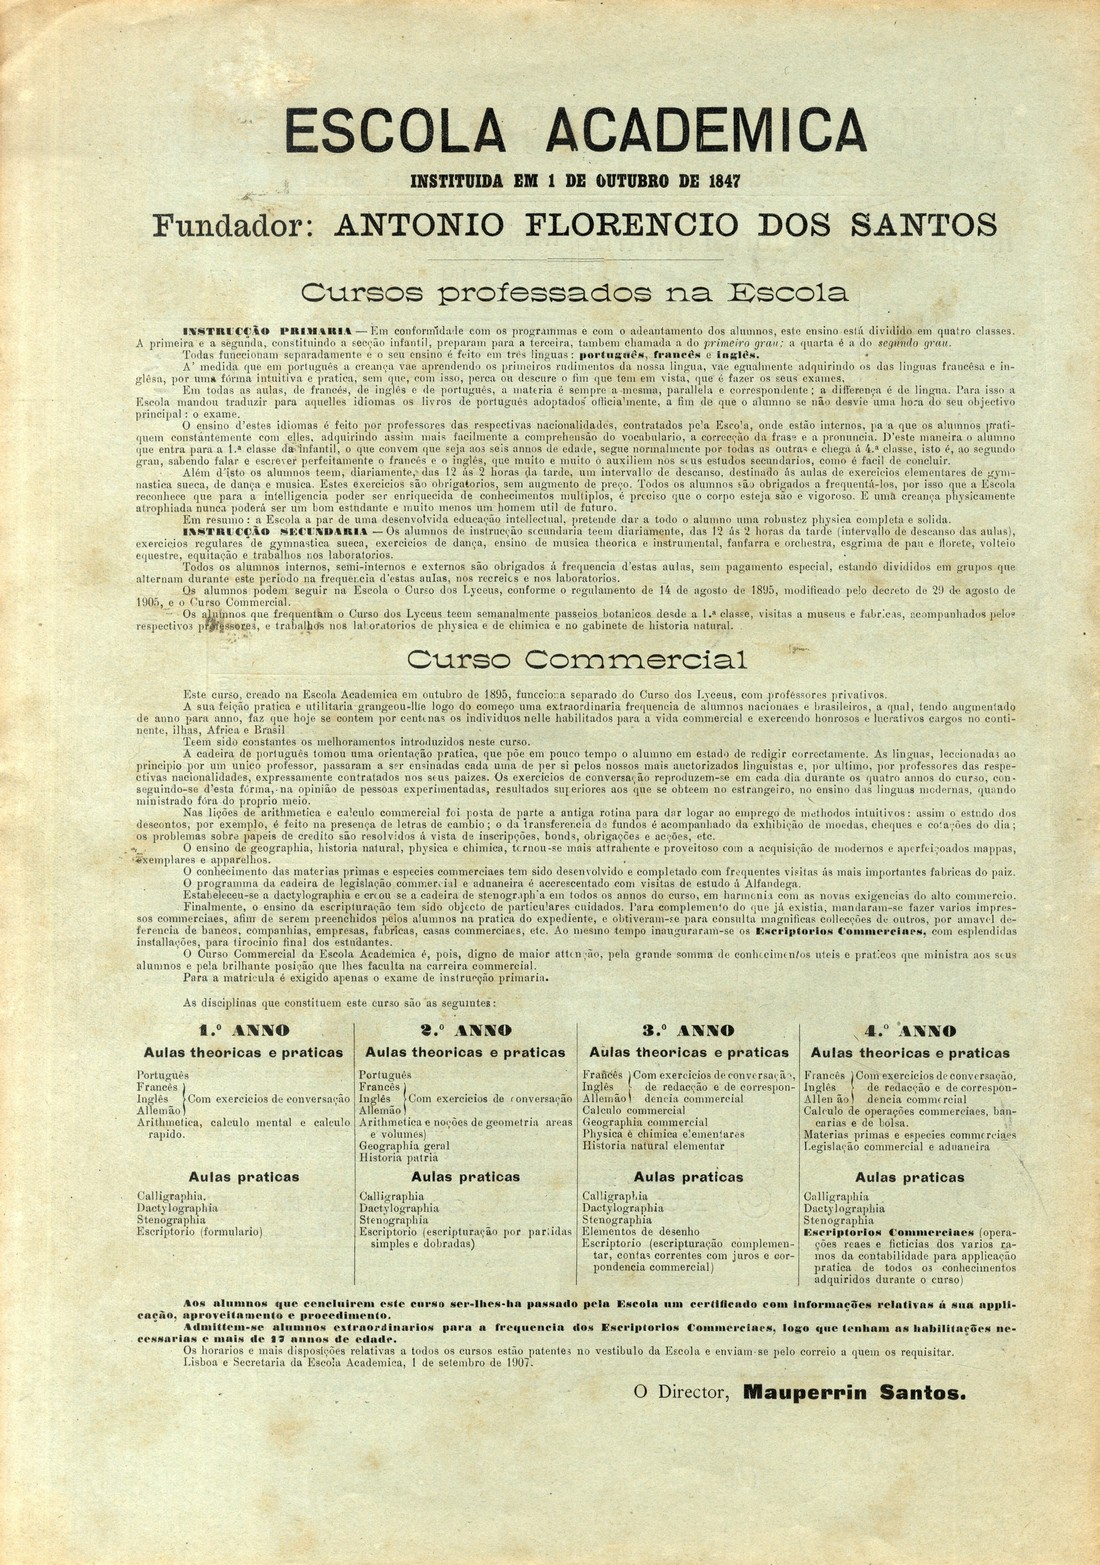 ESCOLA ACADEMICA
INSTITUIDA EM 1 DE OUTUBRO DE 1847
Fundador: ANTONIO FLORENCIO DOS SANTOS
Cursos professados na Escola
INSTRUCÇÃO PRIMARIA — Em conformidade com os programmas e com o adeantamento dos alumnos, este ensino está dividido em quatro classes.
A primeira e a segunda, constituindo a secção infantil, preparam para a terceira, tambem chamada a do primeiro grau; a quarta é a do segundo grau.
Todas funccionam separadamente e o seu ensino é feito em três linguas: português, francês e inglês.
A' medida que em português a creança vae aprendendo os primeiros rudimentos da nossa lingua, vae egualmente adquirindo os das linguas francêsa e in-
glêsa, por uma fórma intuitiva e pratica, sem que, com isso, perca ou descure o fim que tem em vista, que é fazer os seus exames.
Em todas as aulas, de francês, de inglês e de português, a materia é sempre a mesma, parallela e correspondente; a differença é de lingua. Para isso a
Escola mandou traduzir para aquelles idiomas os livros de português adoptados officialmente, a fim de que o alumno se não desvie uma hora do seu objectivo
principal: o exame.
O ensino d'estes idiomas é feito por professores das respectivas nacionalidades, contratados pela Escola, onde estão internos, para que os alumnos prati-
quem constantemente com elles, adquirindo assim mais facilmente a comprehensão do vocabulario, a correcção da frase e a pronuncia. D'este maneira o alumno
que entra para a 1.ª classe da infantil, o que convem que seja aos seis annos de edade, segue normalmente por todas as outras e chega á 4.ª classe, isto é, ao segundo
grau, sabendo falar e escrever perfeitamente o francês e o inglês, que muito e muito o auxiliem nos seus estudos secundarios, como é facil de concluir.
Além d'isto os alumnos teem, diariamente, das 12 ás 2 horas da tarde, um intervallo de descanso, destinado ás aulas de exercicios elementares de gym-
nastica sueca, de dança e musica. Estes exercicios são obrigatorios, sem augmento de preço. Todos os alumnos são obrigados a frequentá-los, por isso que a Escola
reconhece que para a intelligencia poder ser enriquecida de conhecimentos multiplos, é preciso que o corpo esteja são e vigoroso. E uma creança physicamente
atrophiada nunca poderá ser um bom estudante e muito menos um homem util de futuro.
Em resumo: a Escola a par de uma desenvolvida educação intellectual, pretende dar a todo o alumno uma robustez physica completa e solida.
INSTRUCÇÃO SECUNDARIA — Os alumnos de instrucção secundaria teem diariamente, das 12 ás 2 horas da tarde (intervallo de descanso das aulas),
exercicios regulares de gymnastica sueca, exercicios de dança, ensino de musica theorica e instrumental, fanfarra e orchestra, esgrima de pau e florete, volteio
equestre, equitação e trabalhos nos laboratorios.
Todos os alumnos internos, semi-internos e externos são obrigados á frequencia d'estas aulas, sem pagamento especial, estando divididos em grupos que
alternam durante este periodo na frequencia d'estas aulas, nos recreios e nos laboratorios.
Os alumnos podem seguir na Escola o Curso dos Lyceus, conforme o regulamento de 14 de agosto de 1895, modificado pelo decreto de 29 de agosto de
1905, e o Curso Commercial.
Os alumnos que frequentam o Curso dos Lyceus teem semanalmente passeios botanicos desde a 1.ª classe, visitas a museus e fabricas, acompanhados pelos
respectivos professores, e trabalhos nos laboratorios de physica e de chimica e no gabinete de historia natural.
Curso Commercial
Este curso, creado na Escola Academica em outubro de 1895, funcciona separado do Curso dos Lyceus, com professores privativos.
A sua feição pratica e utilitaria grangeou-lhe logo do começo uma extraordinaria frequencia de alumnos nacionaes e brasileiros, a qual, tendo augmentado
de anno para anno, faz que hoje se contem por centenas os individuos nelle habilitados para a vida commercial e exercendo honrosos e lucrativos cargos no conti-
nente, ilhas, Africa e Brasil
Teem sido constantes os melhoramentos introduzidos neste curso.
A cadeira de português tomou uma orientação pratica, que põe em pouco tempo o alumno em estado de redigir correctamente. As linguas, leccionadas ao
principio por um unico professor, passaram a ser ensinadas cada uma de per si pelos nossos mais auctorizados linguistas e, por ultimo, por professores das respe-
ctivas nacionalidades, expressamente contratados nos seus paizes. Os exercicios de conversação reproduzem-se em cada dia durante os quatro annos do curso, con-
seguindo-se d'esta fórma, na opinião de pessoas experimentadas, resultados superiores aos que se obteem no estrangeiro, no ensino das linguas modernas, quando
ministrado fóra do proprio meio.
Nas lições de arithmetica e calculo commercial foi posta de parte a antiga rotina para dar logar ao emprego de methodos intuitivos: assim o estudo dos
descontos, por exemplo, é feito na presença de letras de cambio; o da transferencia de fundos é acompanhado da exhibição de moedas, cheques e cotações do dia;
os problemas sobre papeis de credito são resolvidos á vista de inscripções, bonds, obrigações e acções, etc.
O ensino de geographia, historia natural, physica e chimica, tornou-se mais attrahente e proveitoso com a acquisição de modernos e aperfeiçoados mappas,
exemplares e apparelhos.
O conhecimento das materias primas e especies commerciaes tem sido desenvolvido e completado com frequentes visitas ás mais importantes fabricas do paiz.
O programma da cadeira de legislação commercial e aduaneira é accrescentado com visitas de estudo á Alfandega.
Estabeleceu-se a dactylographia e creou se a cadeira de stenographia em todos os annos do curso, em harmonia com as novas exigencias do alto commercio.
Finalmente, o ensino da escripturação tem sido objecto de particulares cuidados. Para complemento do que já existia, mandaram-se fazer varios impres-
sos commerciaes, afim de serem preenchidos pelos alumnos na pratica do expediente, e obtiveram-se para consulta magnificas collecções de outros, por amavel de-
ferencia de bancos, companhias, empresas, fabricas, casas commerciaes, etc. Ao mesmo tempo inauguraram-se os Escriptorios Commerciaes, com esplendidas
installações, para tirocinio final dos estudantes.
O Curso Commercial da Escola Academica é, pois, digno de maior attenção, pela grande somma de conhecimentos uteis e praticos que ministra aos seus
alumnos e pela brilhante posição que lhes faculta na carreira commercial.
Para a matricula é exigido apenas o exame de instrucção primaria.
As disciplinas que constituem este curso são as seguintes:
1.º ANNO
Aulas theoricas e praticas
Português
Francês
Inglês
Allemão
Com exercicios de conversação
Arithmetica, calculo mental e calculo
rapido.
Aulas praticas
Calligraphia.
Dactylographia
Stenographia
Escriptorio (formulario)
2.º ANNO
Aulas theoricas e praticas
Português
Francês
Inglês
Allemão
Com exercicios de conversação
Arithmetica e noções de geometria areas
e volumes)
Geographia geral
Historia patria
Aulas praticas
Calligraphia
Dactylographia
Stenographia
Escriptorio (escripturação por partidas
simples e dobradas)
3.º ANNO
Aulas theoricas e praticas
Francês
Inglês
Allemão
Com exercicios de conversação,
de redacção e de correspon-
dencia commercial
Calculo commercial
Geographia commercial
Physica e chimica elementares
Historia natural elementar
Aulas praticas
Calligraphia
Dactylographia
Stenographia
Elementos de desenho
Escriptorio (escripturação complemen-
tar, contas correntes com juros e cor-
pondencia commercial)
4.º ANNO
Aulas theoricas e praticas
Francês
Inglês
Allemão
Com exercicios de conversação,
de redacção e de correspon-
dencia commercial
Calculo de operações commerciaes, ban-
carias e de bolsa.
Materias primas e especies commerciaes
Legislação commercial e aduaneira
Aulas praticas
Calligraphia
Dactylographia
Stenographia
Escriptorios Commerciaes (opera-
ções reaes e ficticias dos varios ra-
mos da contabilidade para applicação
pratica de todos os conhecimentos
adquiridos durante o curso)
Aos alumnos que concluirem este curso ser-lhes-ha passado pela Escola um certificado com informações relativas á sua appli-
cação, aproveitamento e procedimento.
Admittem-se alumnos extraordinarios para a frequencia dos Escriptorios Commerciaes, logo que tenham as habilitações ne-
cessarias e mais de 17 annos de edade.
Os horarios e mais disposições relativas a todos os cursos estão patentes no vestibulo da Escola e enviam-se pelo correio a quem os requisitar.
Lisboa e Secretaria da Escola Academica, 1 de setembro de 1907.
O Director, Mauperrin Santos.